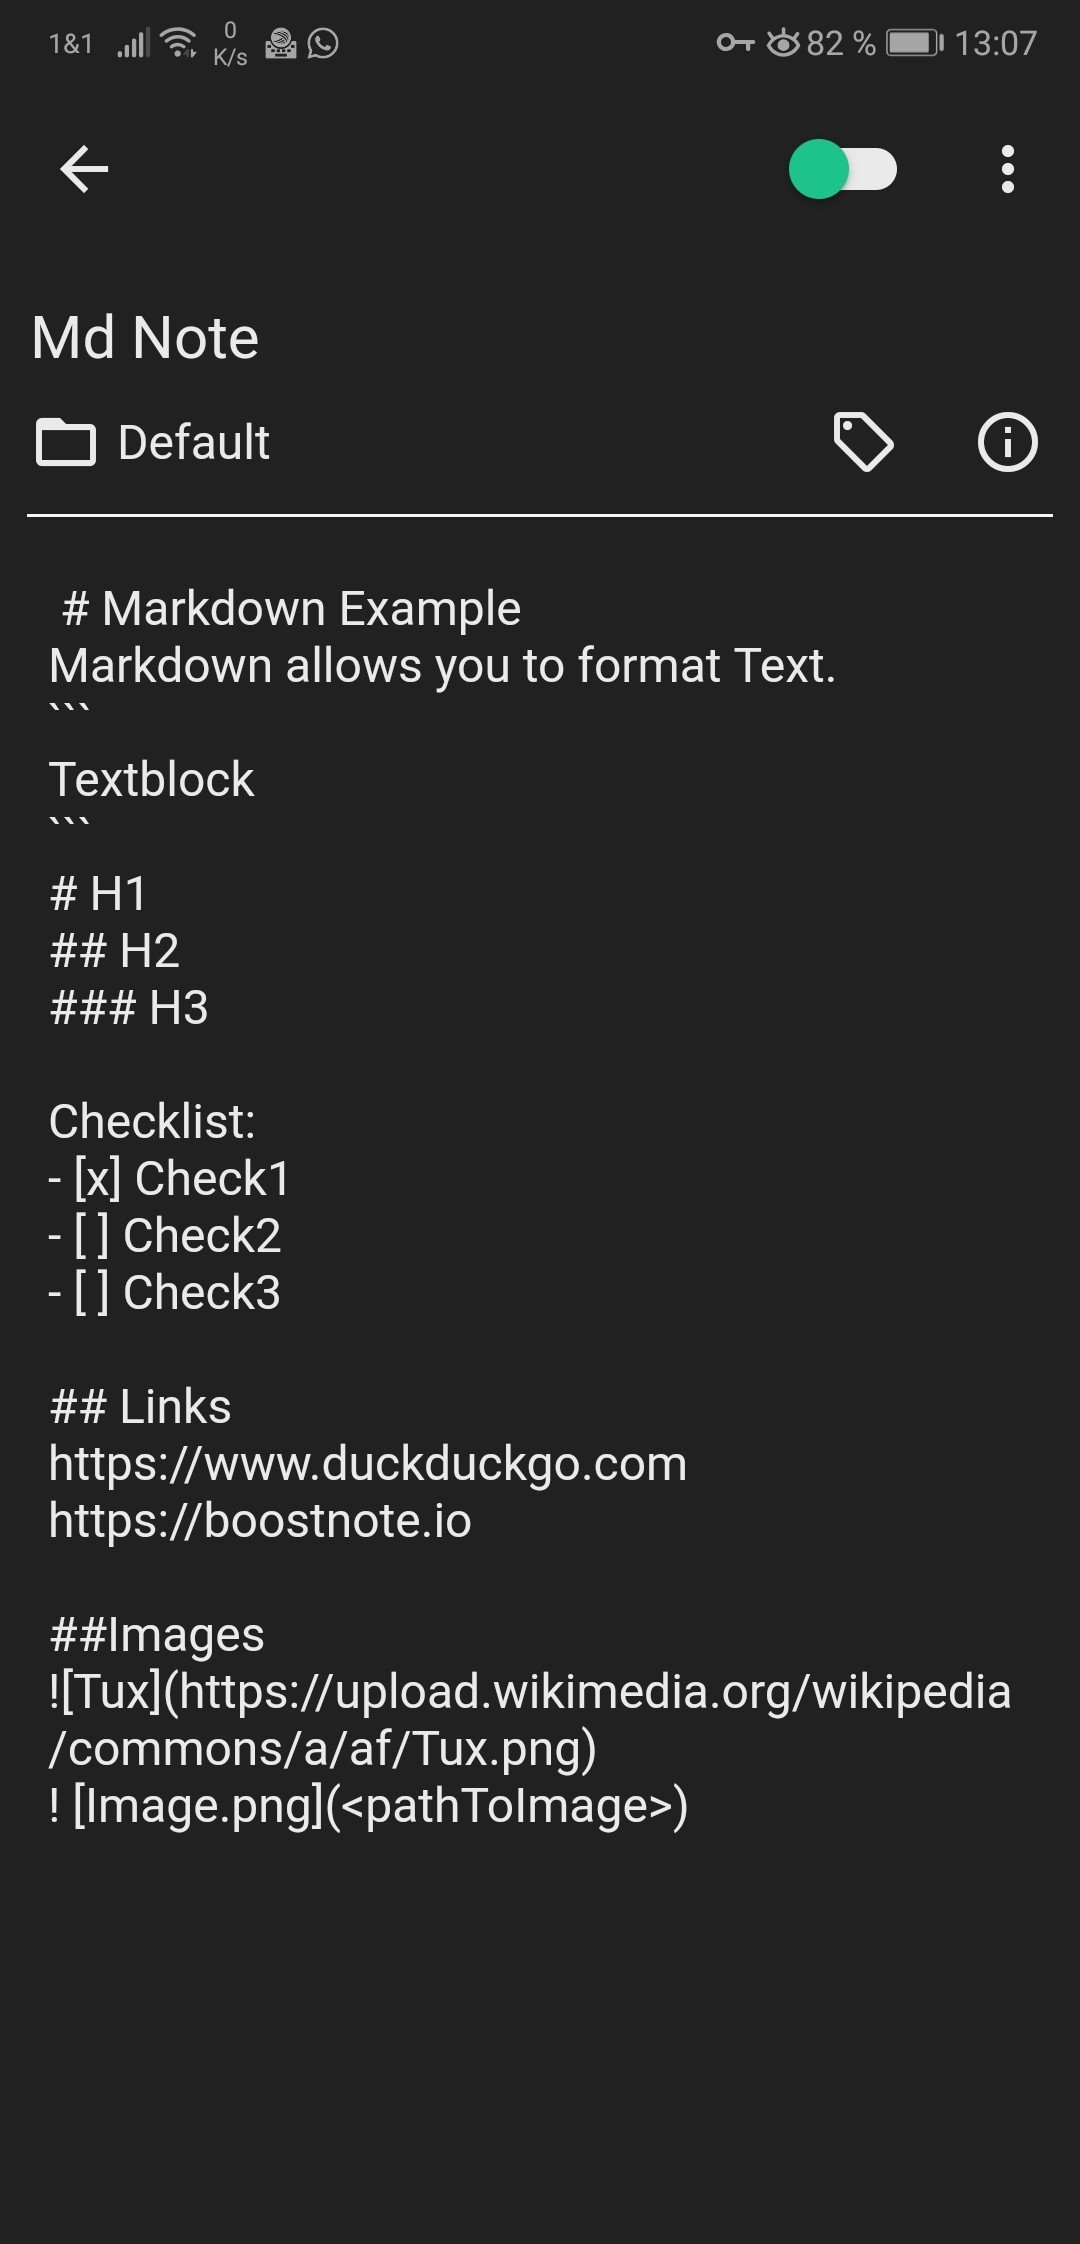 1&1 0 K/s 82 % 13:07
Md Note
Default
# Markdown Example
Markdown allows you to format Text.
```
Textblock
```
# H1
## H2
### H3
Checklist:
- [x] Check1
- [ ] Check2
- [ ] Check3
## Links
https://www.duckduckgo.com
https://boostnote.io
##Images
![Tux](https://upload.wikimedia.org/wikipedia
/commons/a/af/Tux.png)
! [Image.png](<pathToImage>)